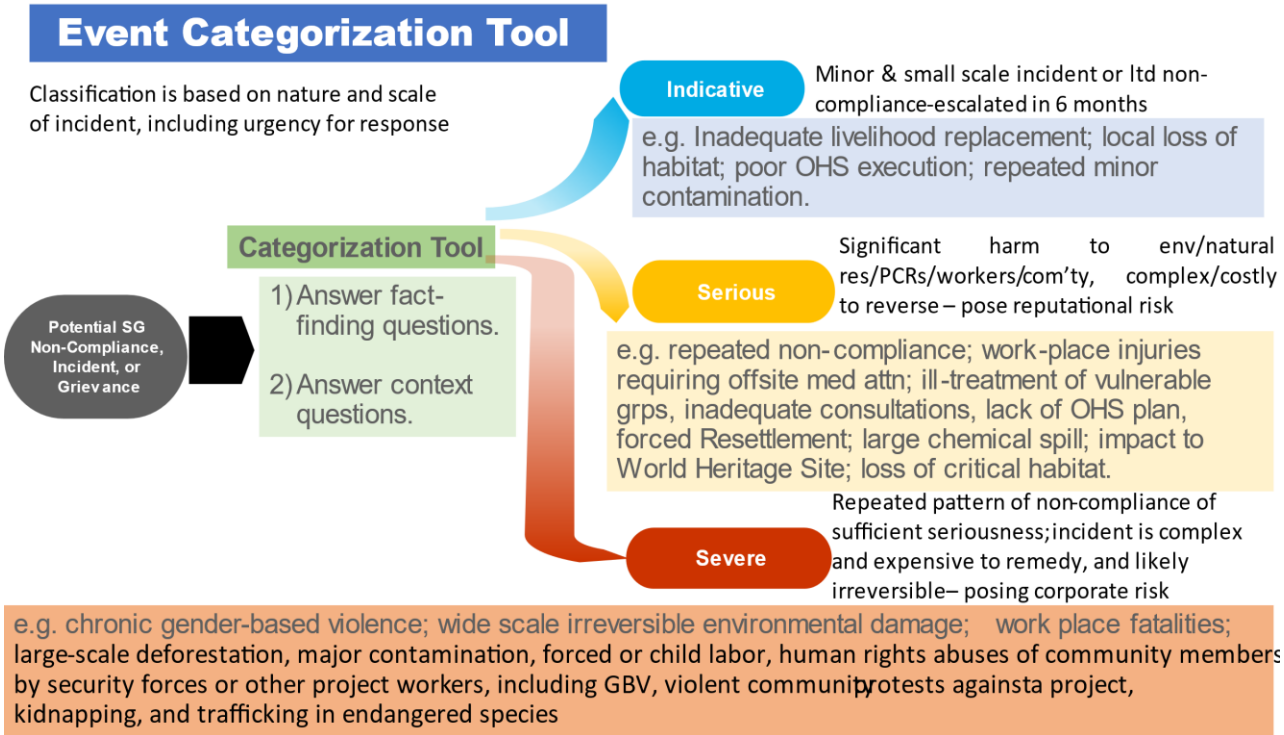 Event Categorization Tool
Classification is based on nature and scale
of incident, including urgency for response
Indicative
Minor & small scale incident or ltd non-
compliance-escalated in 6 months
e.g. Inadequate livelihood replacement; local loss of
habitat; poor OHS execution; repeated minor
contamination.
Categorization Tool
1) Answer fact-
finding questions.
2) Answer context
questions.
Potential SG
Non-Compliance,
Incident, or
Grievance
Serious
Significant harm to env/natural
res/PCRs/workers/com'ty, complex/costly
to reverse – pose reputational risk
e.g. repeated non-compliance; work-place injuries
requiring offsite med attn; ill-treatment of vulnerable
grps, inadequate consultations, lack of OHS plan,
forced Resettlement; large chemical spill; impact to
World Heritage Site; loss of critical habitat.
Severe
Repeated pattern of non-compliance of
sufficient seriousness; incident is complex
and expensive to remedy, and likely
irreversible– posing corporate risk
e.g. chronic gender-based violence; wide scale irreversible environmental damage; work place fatalities;
large-scale deforestation, major contamination, forced or child labor, human rights abuses of community members
by security forces or other project workers, including GBV, violent community protests against a project,
kidnapping, and trafficking in endangered species